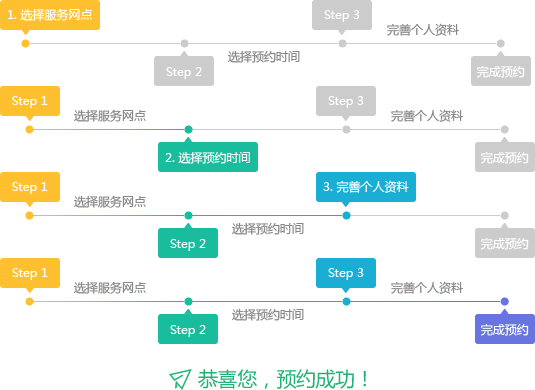 1. 选择服务网点
Step 3
完善个人资料
Step 2
选择预约时间
完成预约
Step 1
选择服务网点
Step 3
完善个人资料
2. 选择预约时间
完成预约
Step 1
选择服务网点
3. 完善个人资料
Step 2
选择预约时间
完成预约
Step 1
选择服务网点
Step 3
完善个人资料
Step 2
选择预约时间
完成预约
恭喜您，预约成功！